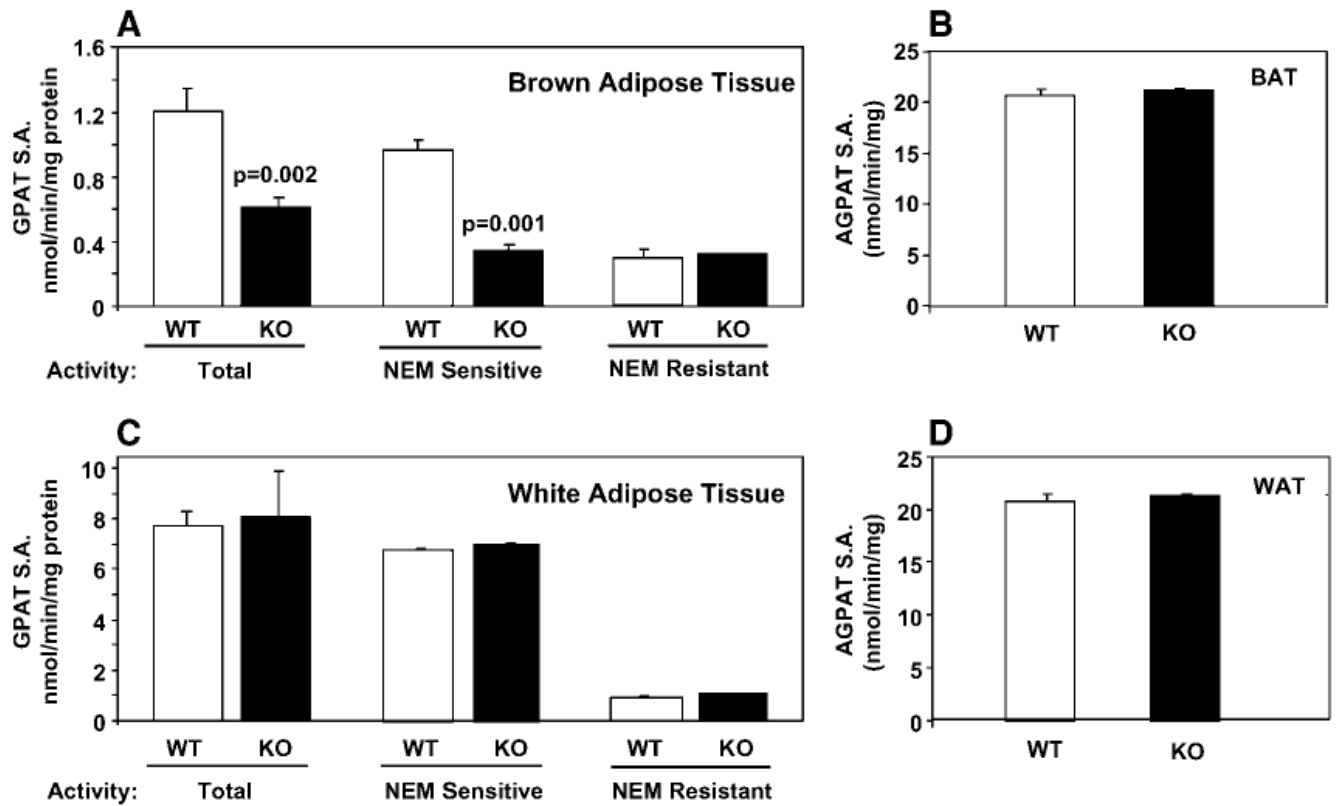 A
GPAT S.A.
nmol/min/mg protein
1.6
1.2
0.8
0.4
0
Brown Adipose Tissue
p=0.002
p=0.001
WT KO WT KO WT KO
Activity: Total NEM Sensitive NEM Resistant
B
AGPAT S.A.
(nmol/min/mg)
25
20
15
10
5
0
BAT
WT KO
C
GPAT S.A.
nmol/min/mg protein
10
8
6
4
2
0
White Adipose Tissue
WT KO WT KO WT KO
Activity: Total NEM Sensitive NEM Resistant
D
AGPAT S.A.
(nmol/min/mg)
25
20
15
10
5
0
WAT
WT KO